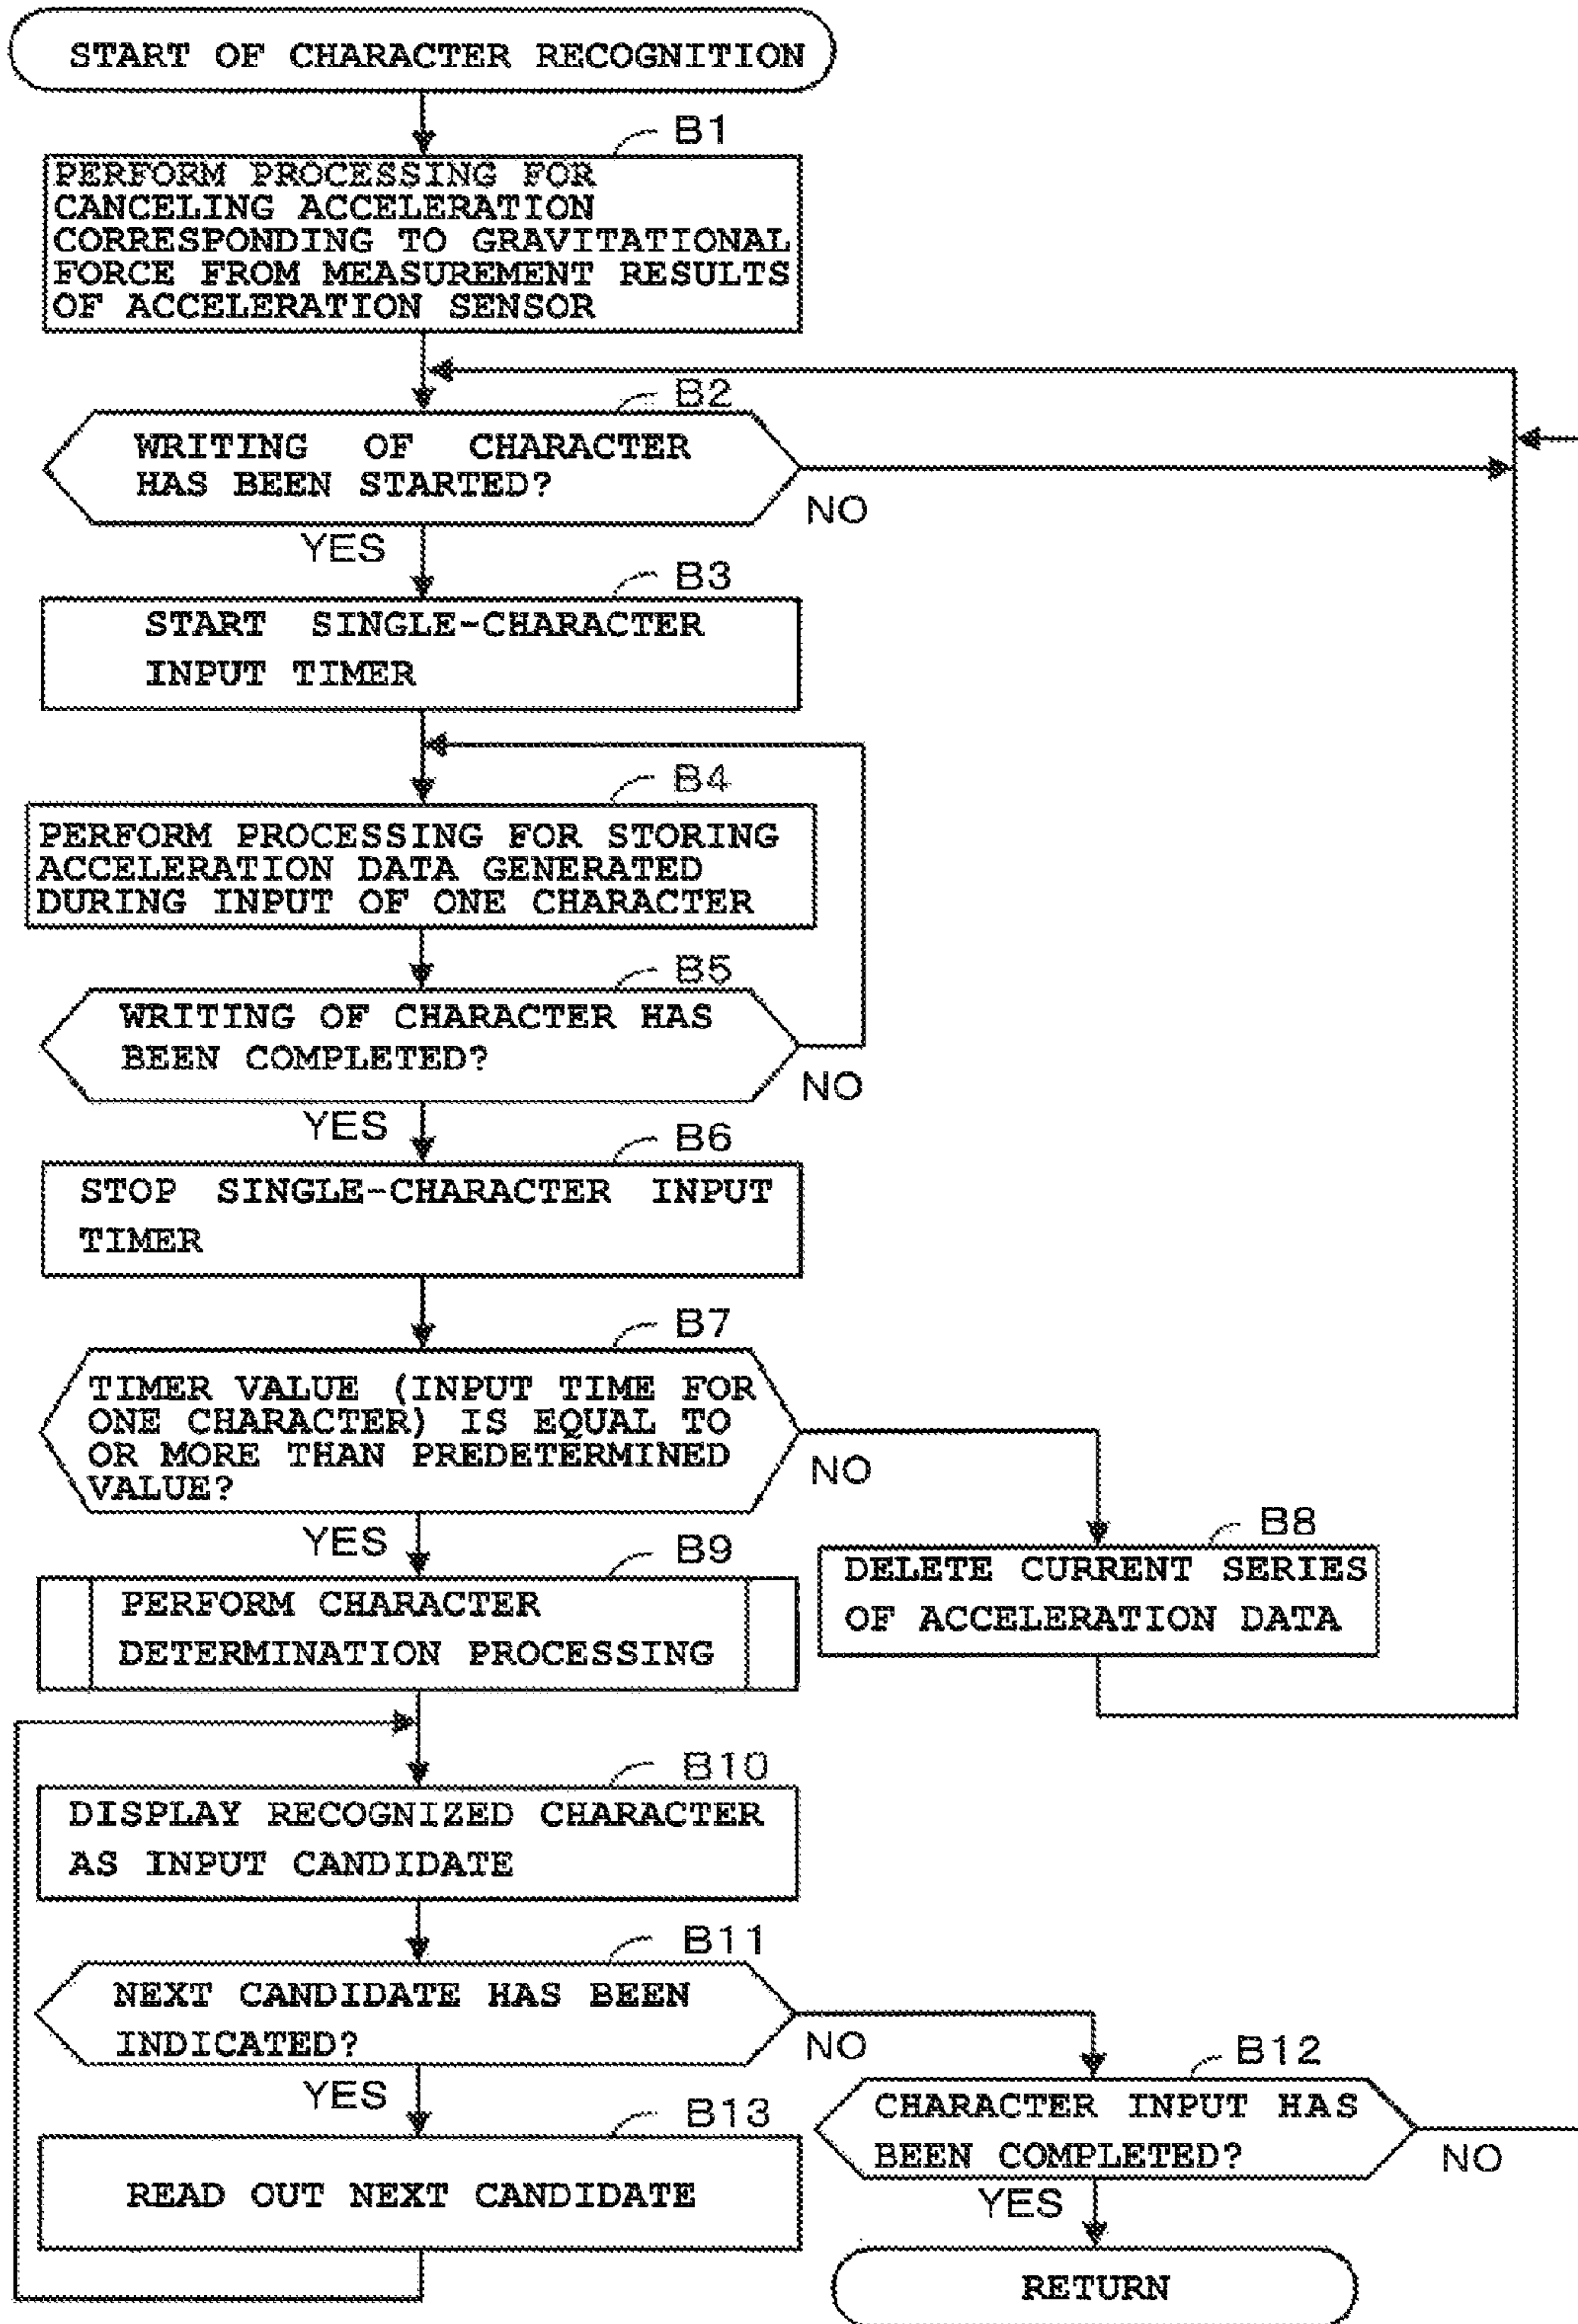 START OF CHARACTER RECOGNITION
B1
PERFORM PROCESSING FOR
CANCELING ACCELERATION
CORRESPONDING TO GRAVITATIONAL
FORCE FROM MEASUREMENT RESULTS
OF ACCELERATION SENSOR
B2
WRITING OF CHARACTER
HAS BEEN STARTED?
NO
YES
B3
START SINGLE-CHARACTER
INPUT TIMER
B4
PERFORM PROCESSING FOR STORING
ACCELERATION DATA GENERATED
DURING INPUT OF ONE CHARACTER
B5
WRITING OF CHARACTER HAS
BEEN COMPLETED?
NO
YES
B6
STOP SINGLE-CHARACTER INPUT
TIMER
B7
TIMER VALUE (INPUT TIME FOR
ONE CHARACTER) IS EQUAL TO
OR MORE THAN PREDETERMINED
VALUE?
NO
YES
B8
DELETE CURRENT SERIES
OF ACCELERATION DATA
B9
PERFORM CHARACTER
DETERMINATION PROCESSING
B10
DISPLAY RECOGNIZED CHARACTER
AS INPUT CANDIDATE
B11
NEXT CANDIDATE HAS BEEN
INDICATED?
NO
YES
B12
CHARACTER INPUT HAS
BEEN COMPLETED?
NO
YES
B13
READ OUT NEXT CANDIDATE
RETURN